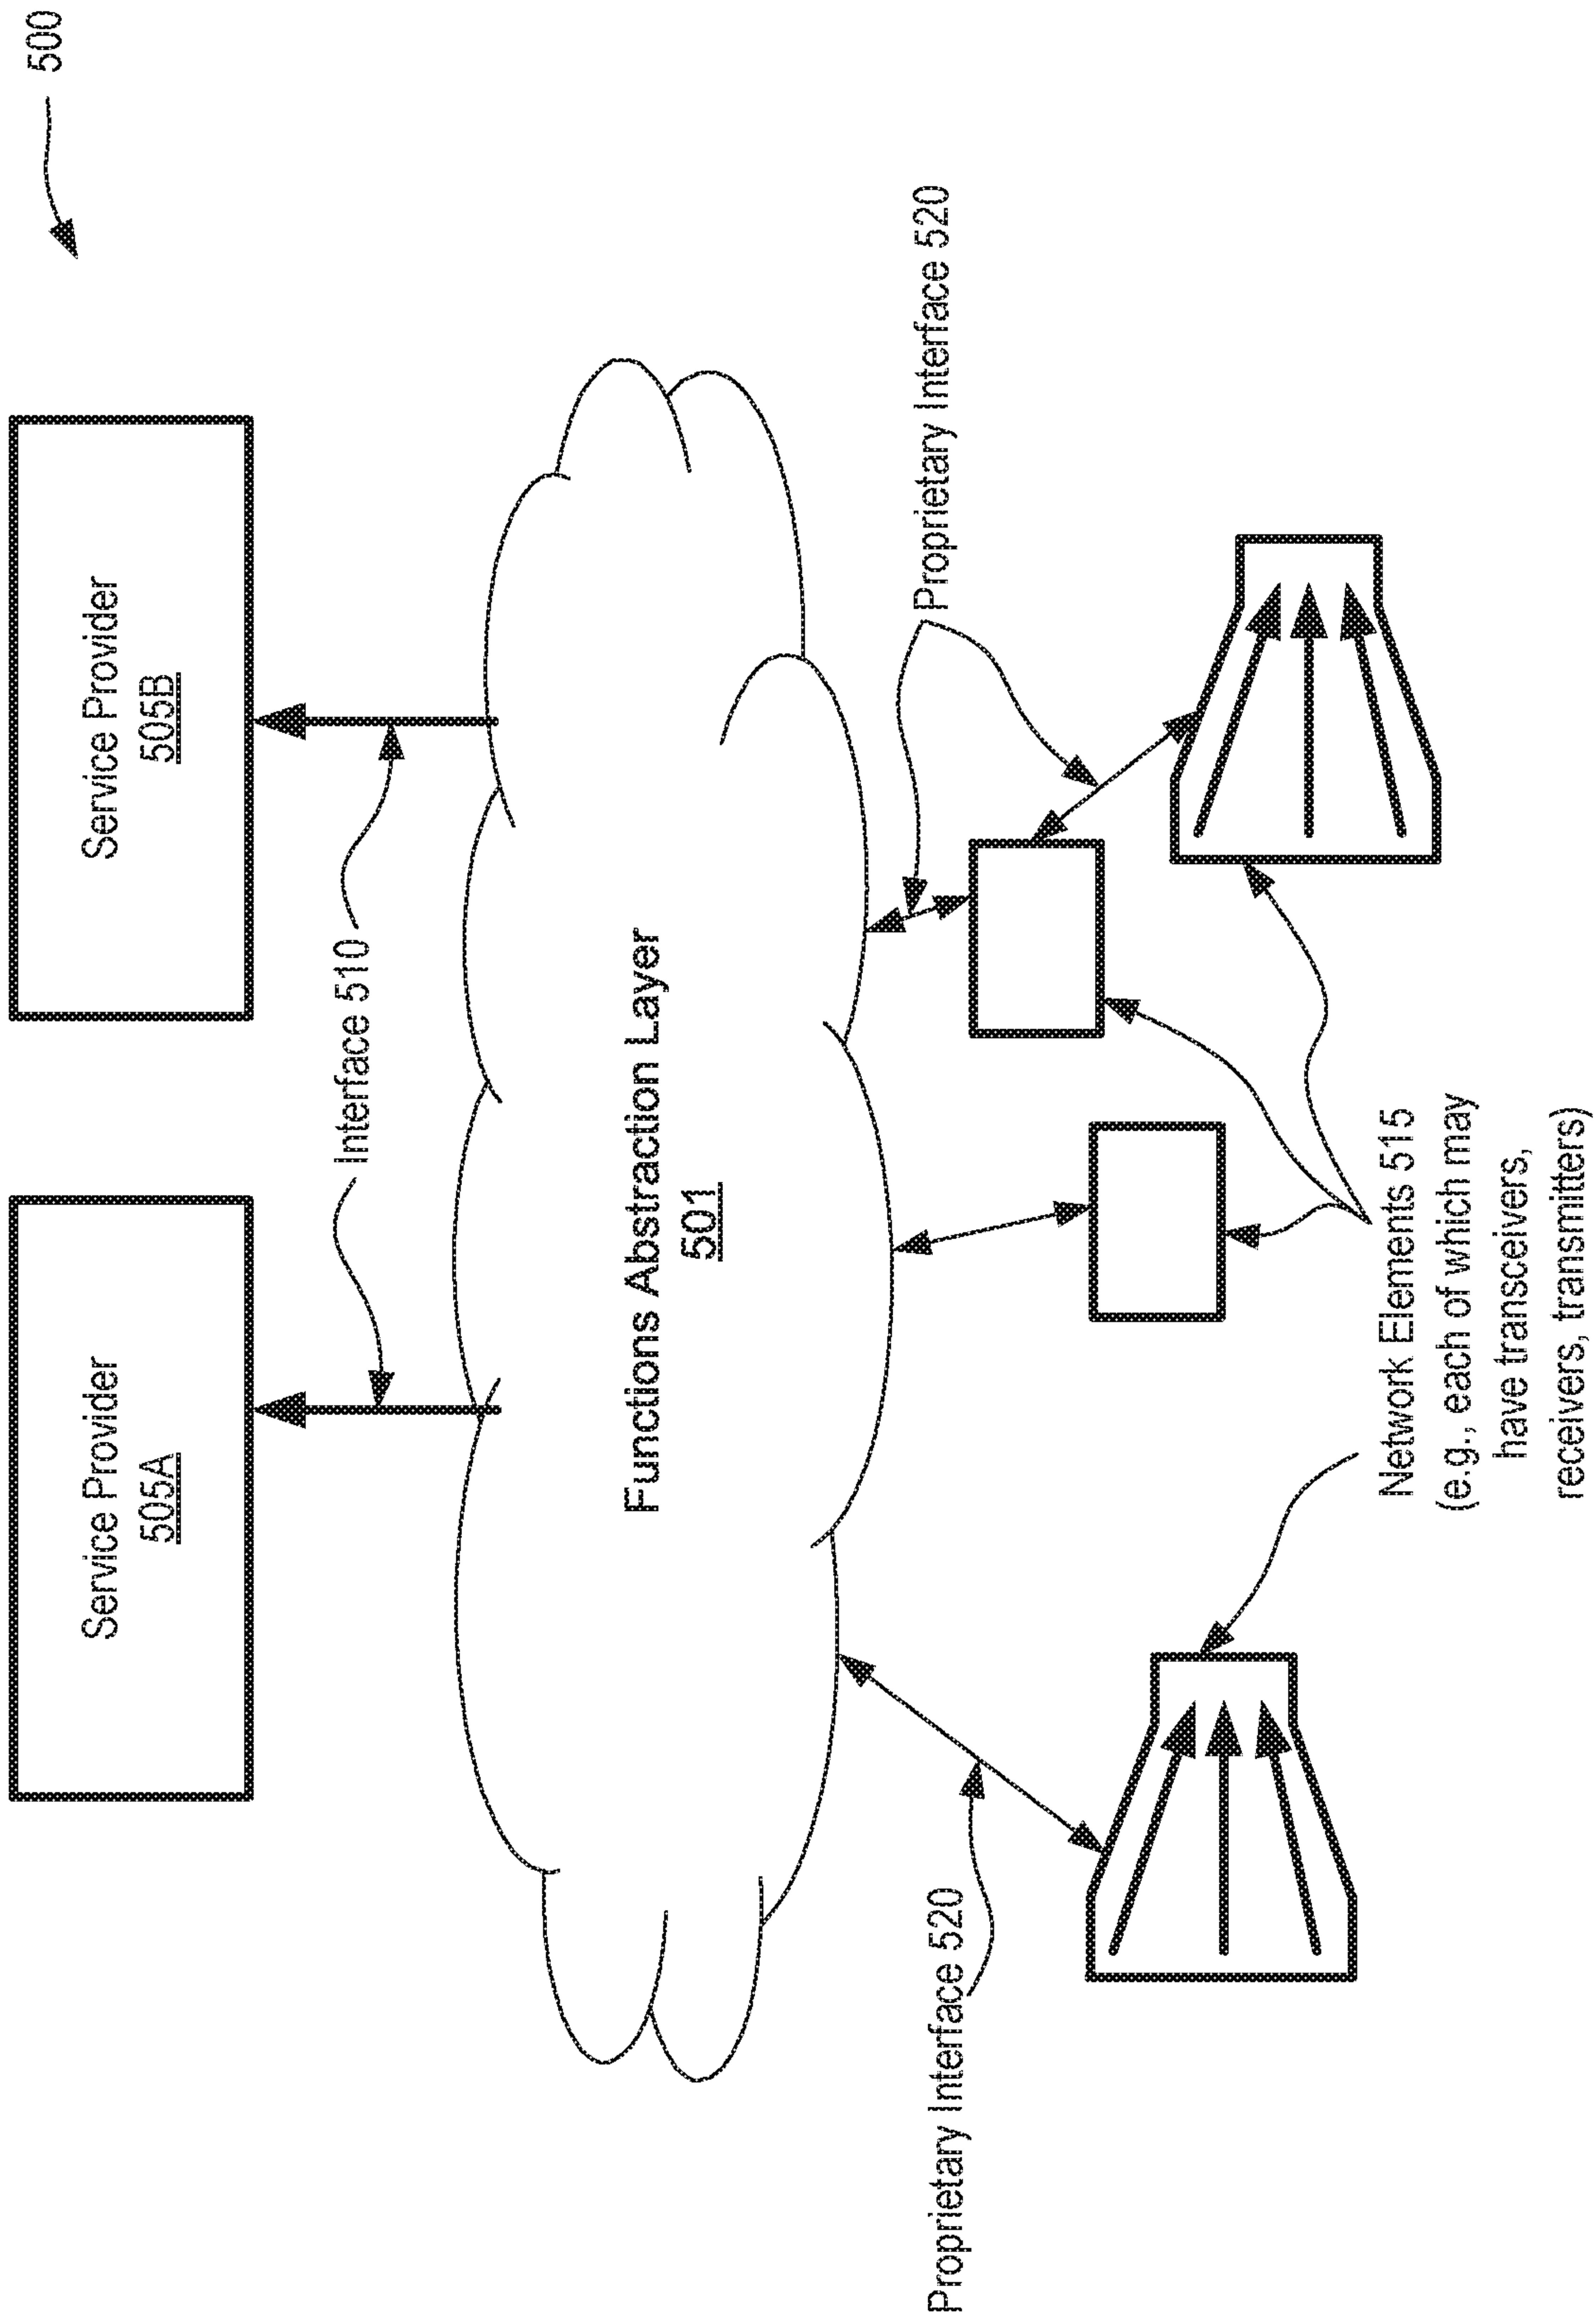 500
Service Provider
505A
Service Provider
505B
Interface 510
Functions Abstraction Layer
501
Proprietary Interface 520
Proprietary Interface 520
Network Elements 515
(e.g., each of which may
have transceivers,
receivers, transmitters)